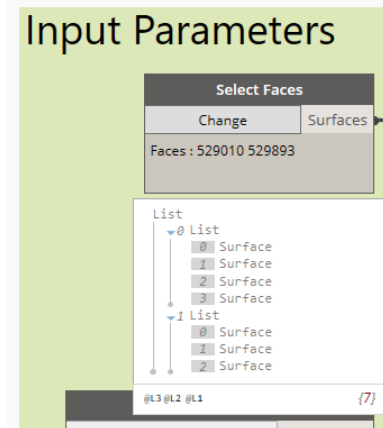 Input Parameters
Select Faces
Change Surfaces
Faces : 529010 529893
List
0 List
0 Surface
1 Surface
2 Surface
3 Surface
1 List
0 Surface
1 Surface
2 Surface
@L3 @L2 @L1 {7}